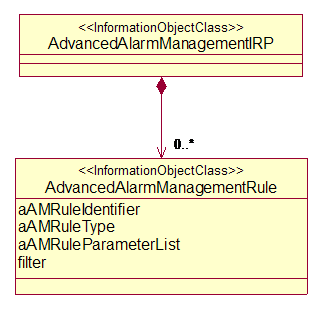 <<InformationObjectClass>>
AdvancedAlarmManagementIRP
0..*
<<InformationObjectClass>>
AdvancedAlarmManagementRule
aAMRuleIdentifier
aAMRuleType
aAMRuleParameterList
filter